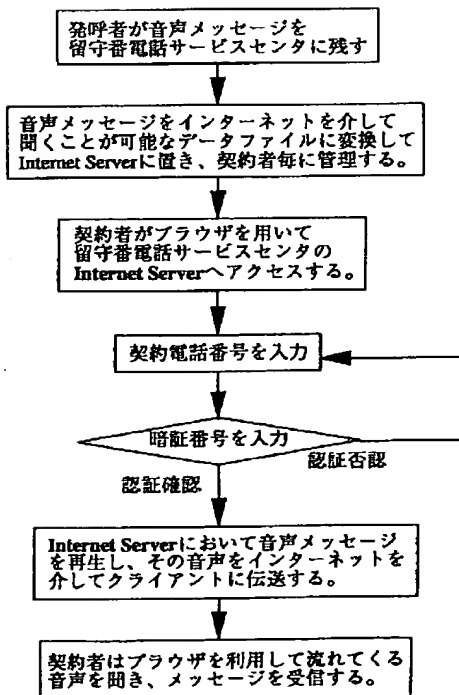 発呼者が音声メッセージを
留守番電話サービスセンタに残す
音声メッセージをインターネットを介して
聞くことが可能なデータファイルに変換して
Internet Serverに置き、契約者毎に管理する。
契約者がブラウザを用いて
留守番電話サービスセンタの
Internet Serverへアクセスする。
契約電話番号を入力
暗証番号を入力
認証否認
認証確認
Internet Serverにおいて音声メッセージ
を再生し、その音声をインターネットを
介してクライアントに伝送する。
契約者はブラウザを利用して流れてくる
音声を聞き、メッセージを受信する。